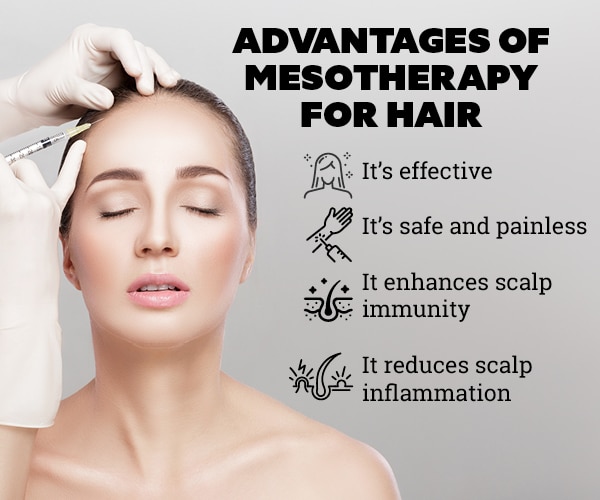 ADVANTAGES OF
MESOTHERAPY
FOR HAIR
It's effective
It's safe and painless
It enhances scalp
immunity
It reduces scalp
inflammation